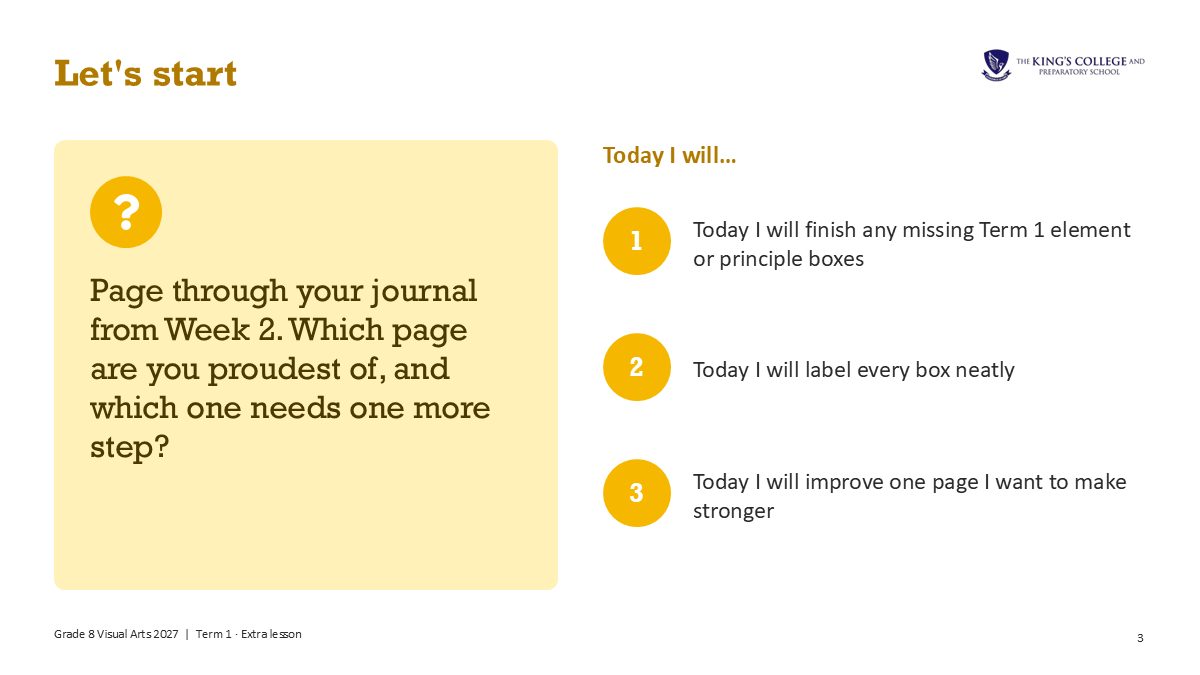 Let's start
THE KING'S COLLEGE AND
PREPARATORY SCHOOL
?
Page through your journal
from Week 2. Which page
are you proudest of, and
which one needs one more
step?
Today I will...
1
Today I will finish any missing Term 1 element
or principle boxes
2
Today I will label every box neatly
3
Today I will improve one page I want to make
stronger
Grade 8 Visual Arts 2027 | Term 1 · Extra lesson
3